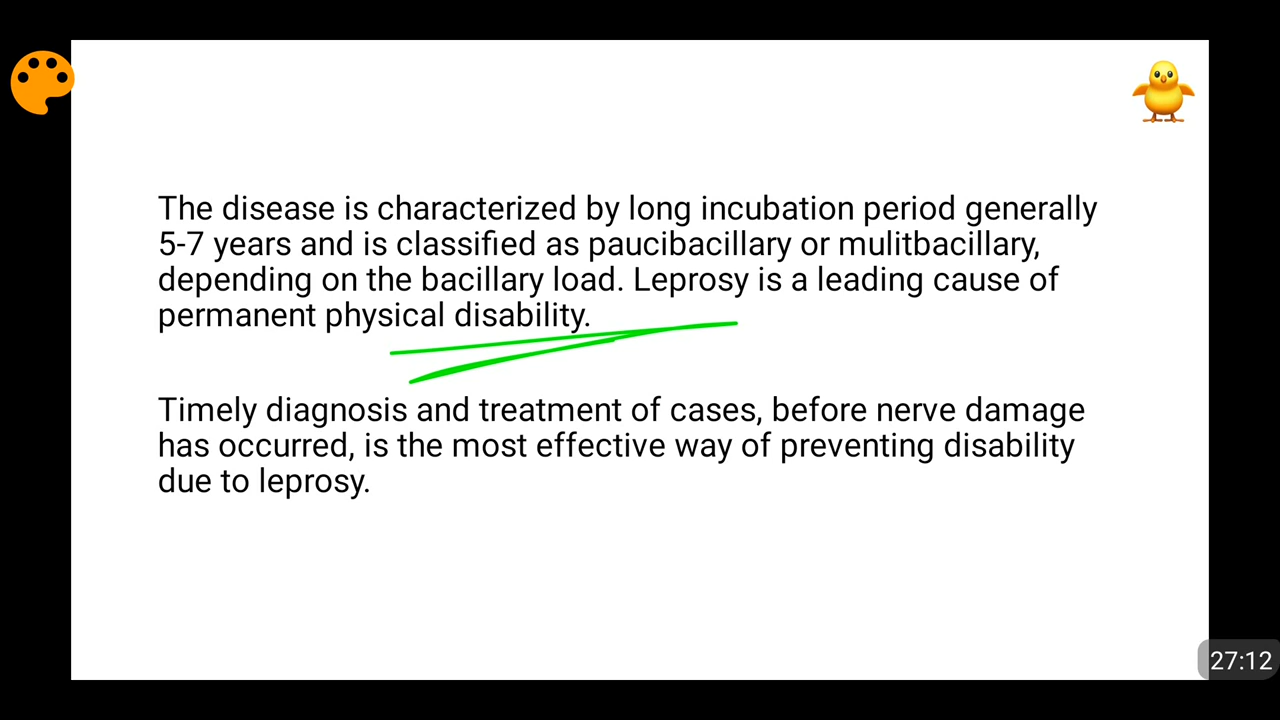 The disease is characterized by long incubation period generally
5-7 years and is classified as paucibacillary or mulitbacillary,
depending on the bacillary load. Leprosy is a leading cause of
permanent physical disability.
Timely diagnosis and treatment of cases, before nerve damage
has occurred, is the most effective way of preventing disability
due to leprosy.
27:12